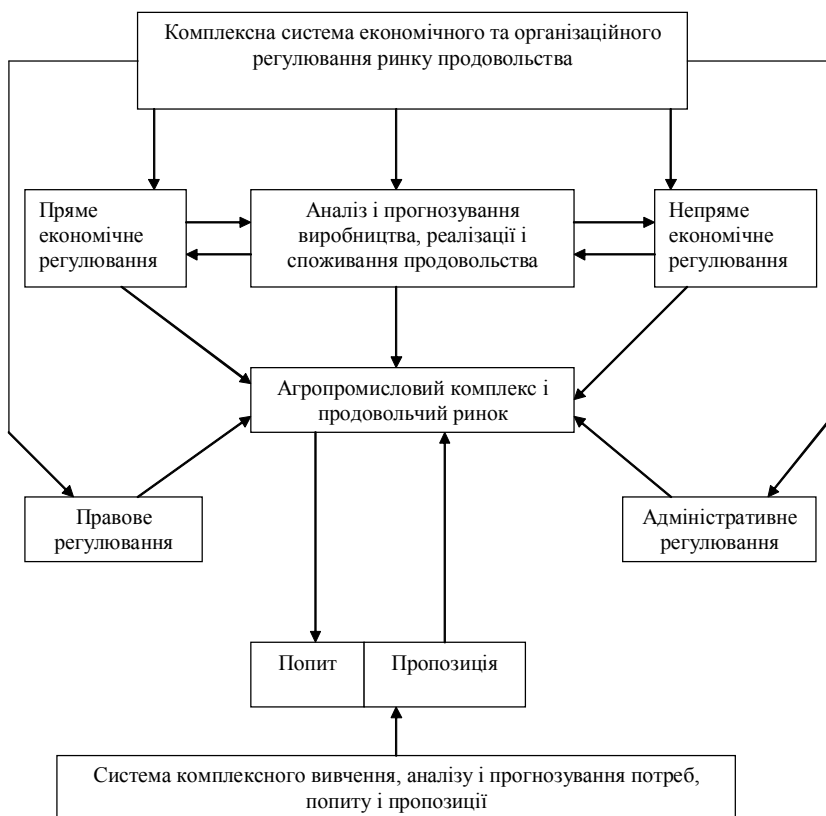 Комплексна система економічного та організаційного
регулювання ринку продовольства
Пряме
економічне
регулювання
Аналіз і прогнозування
виробництва, реалізації і
споживання продовольства
Непряме
економічне
регулювання
Агропромисловий комплекс і
продовольчий ринок
Правове
регулювання
Адміністративне
регулювання
Попит
Пропозиція
Система комплексного вивчення, аналізу і прогнозування потреб,
попиту і пропозиції